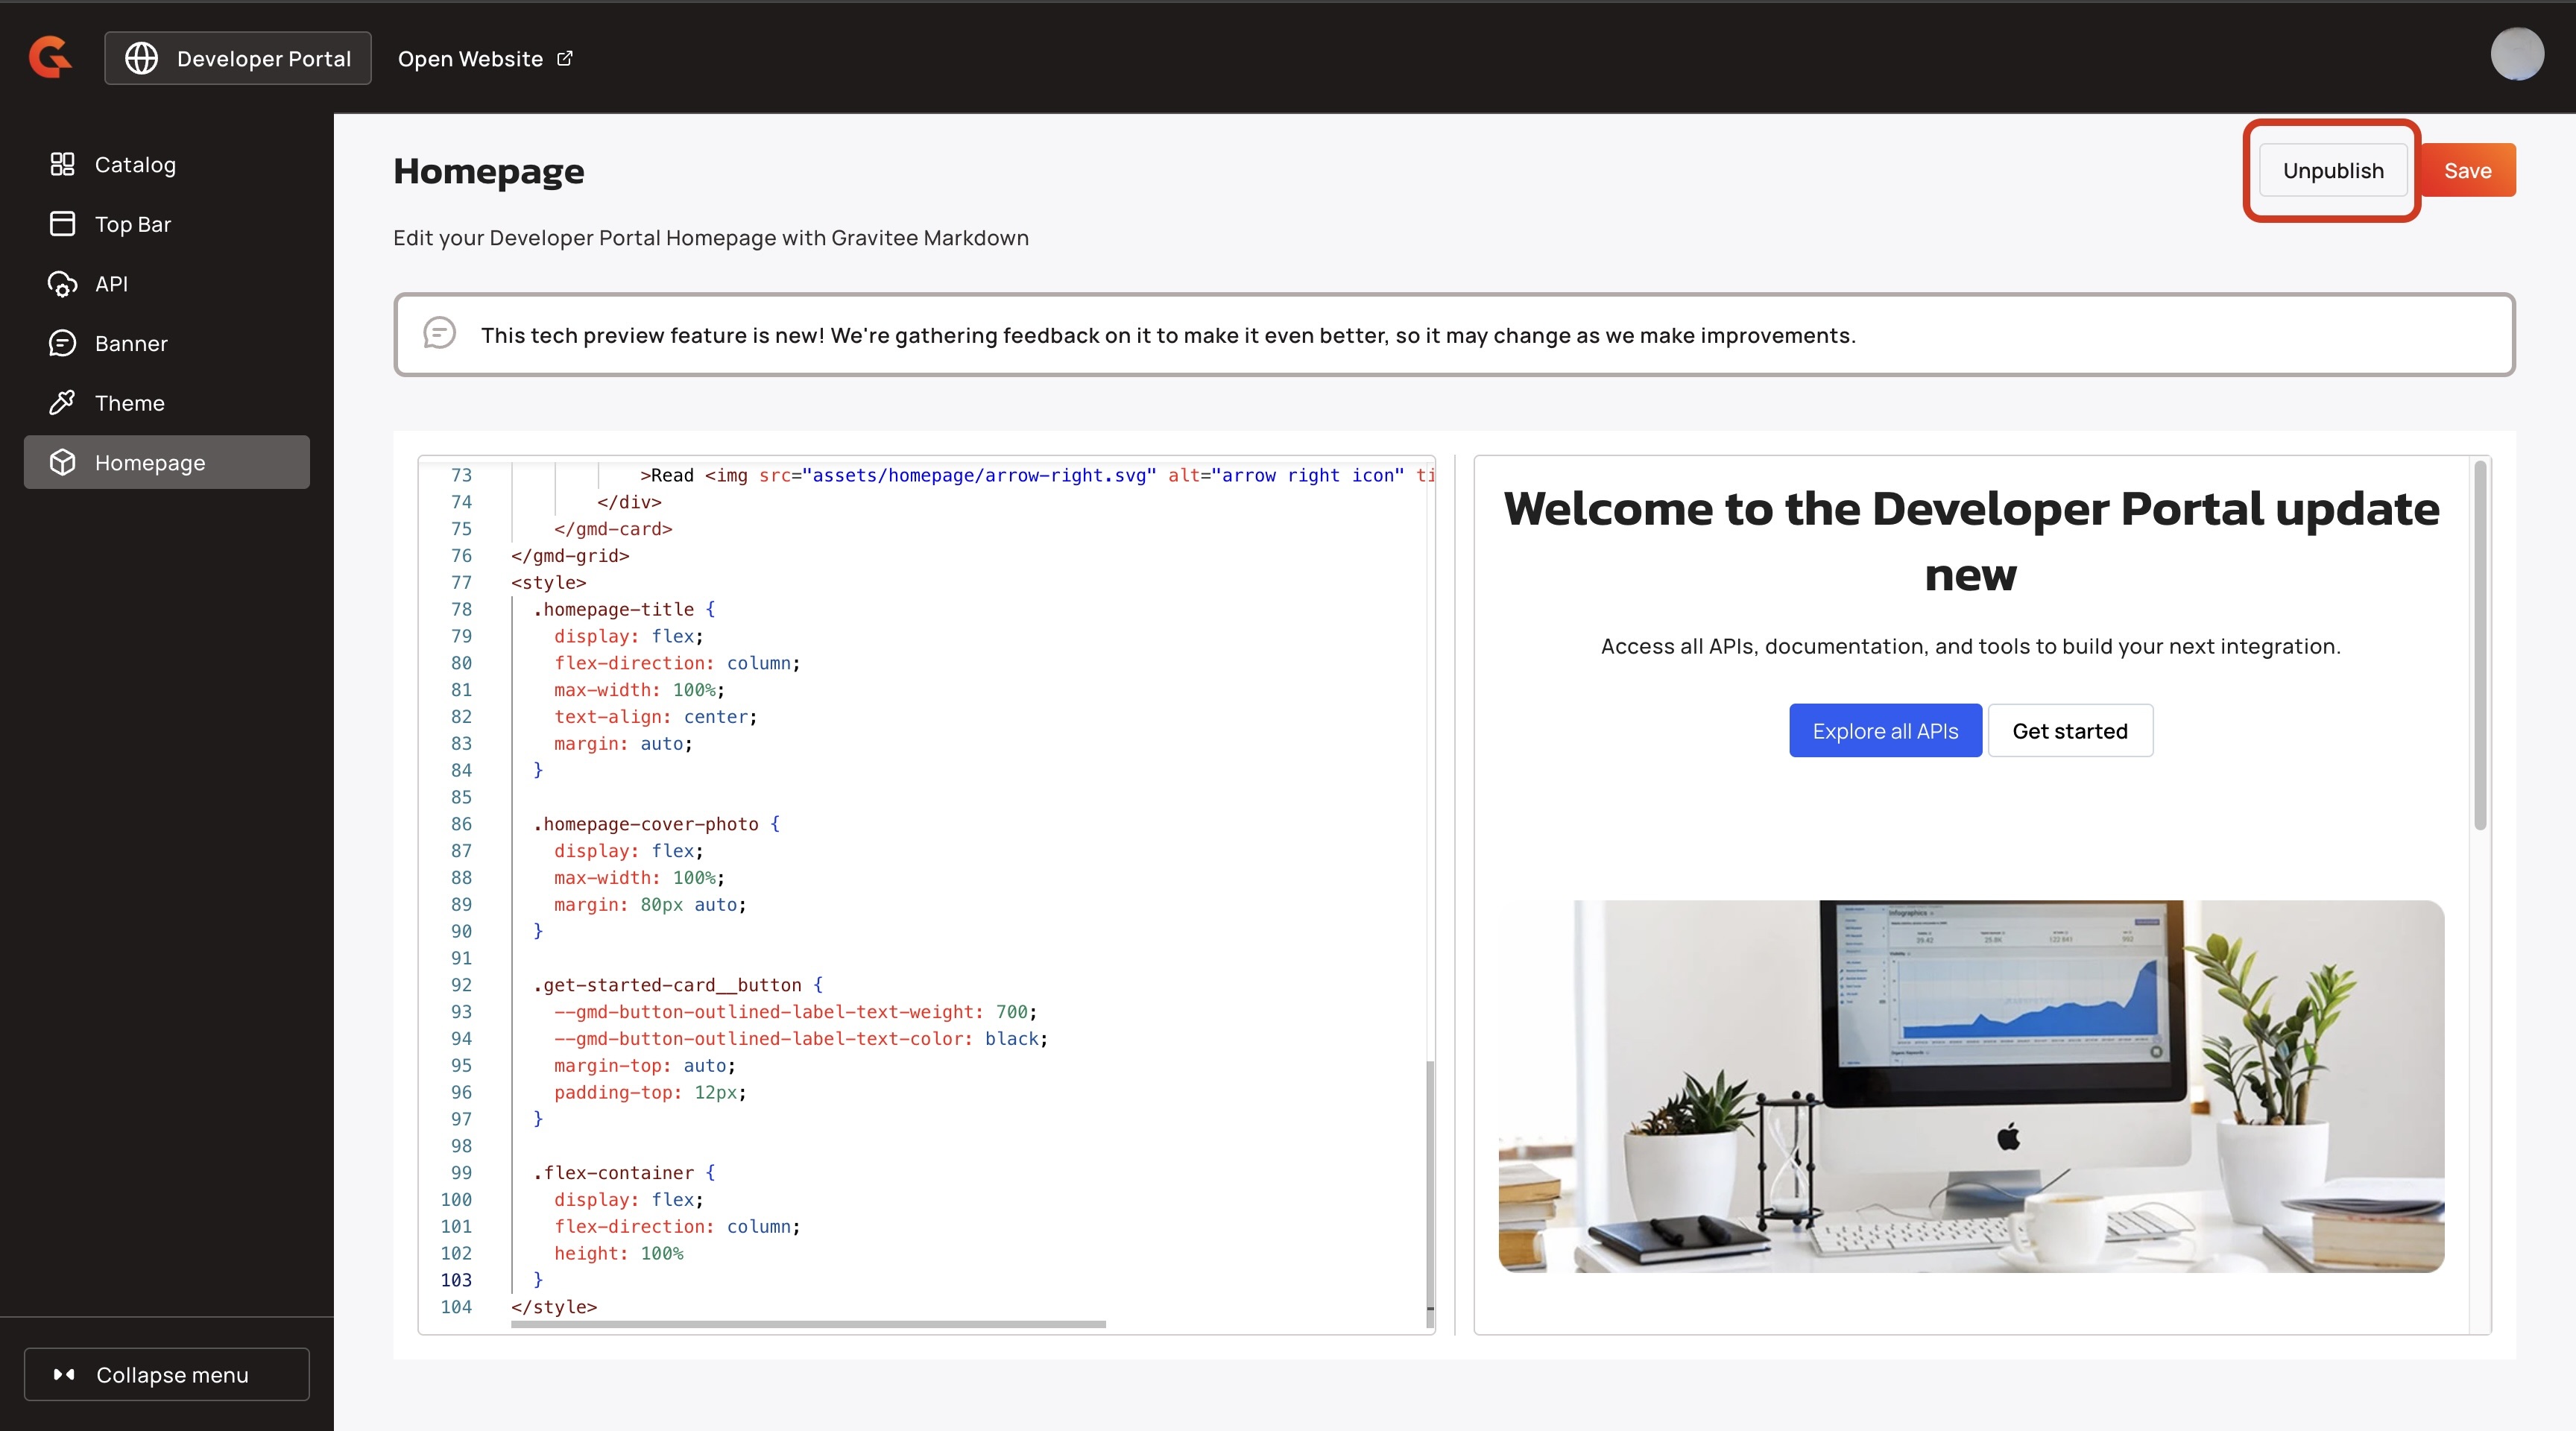 Developer Portal
Open Website
Catalog
Top Bar
API
Banner
Theme
Homepage
Collapse menu
Homepage
Unpublish
Save
Edit your Developer Portal Homepage with Gravitee Markdown
This tech preview feature is new! We're gathering feedback on it to make it even better, so it may change as we make improvements.
73 >Read <img src="assets/homepage/arrow-right.svg" alt="arrow right icon" ti
74 </div>
75 </gmd-card>
76 </gmd-grid>
77 <style>
78 .homepage-title {
79 display: flex;
80 flex-direction: column;
81 max-width: 100%;
82 text-align: center;
83 margin: auto;
84 }
85
86 .homepage-cover-photo {
87 display: flex;
88 max-width: 100%;
89 margin: 80px auto;
90 }
91
92 .get-started-card__button {
93 --gmd-button-outlined-label-text-weight: 700;
94 --gmd-button-outlined-label-text-color: black;
95 margin-top: auto;
96 padding-top: 12px;
97 }
98
99 .flex-container {
100 display: flex;
101 flex-direction: column;
102 height: 100%
103 }
104 </style>
Welcome to the Developer Portal update
new
Access all APIs, documentation, and tools to build your next integration.
Explore all APIs
Get started
Infographics